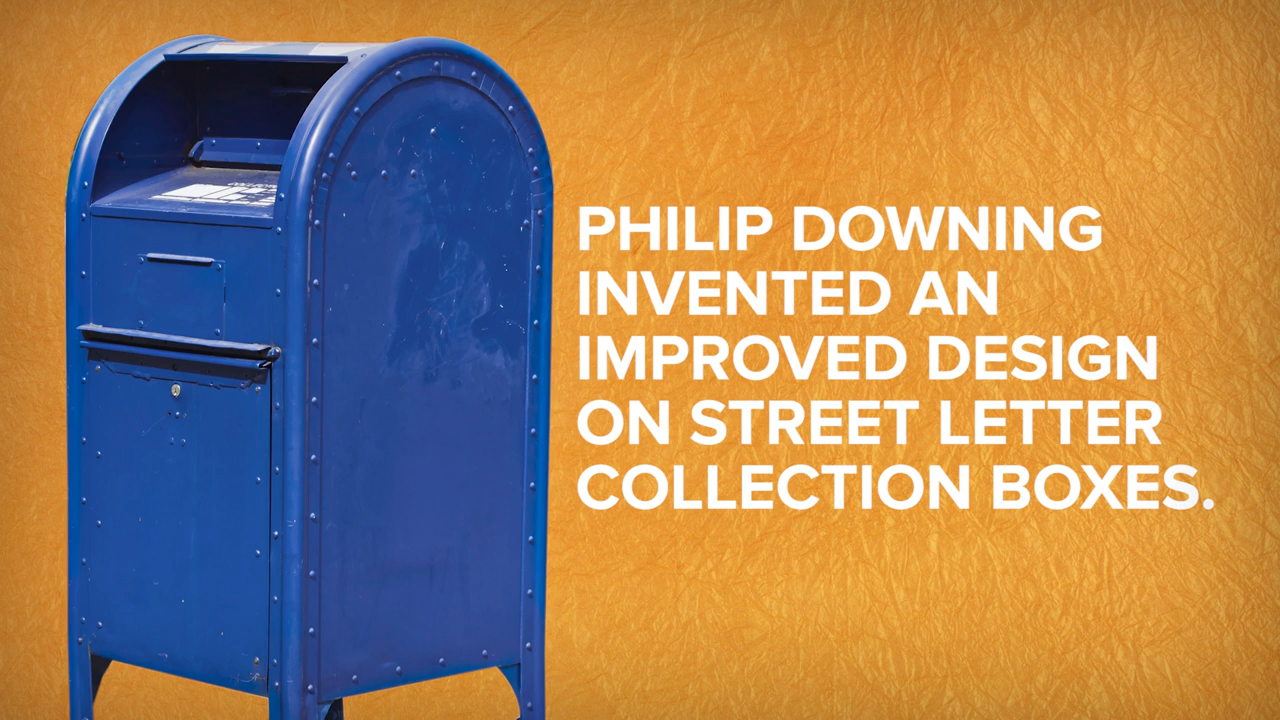 PHILIP DOWNING
INVENTED AN
IMPROVED DESIGN
ON STREET LETTER
COLLECTION BOXES.